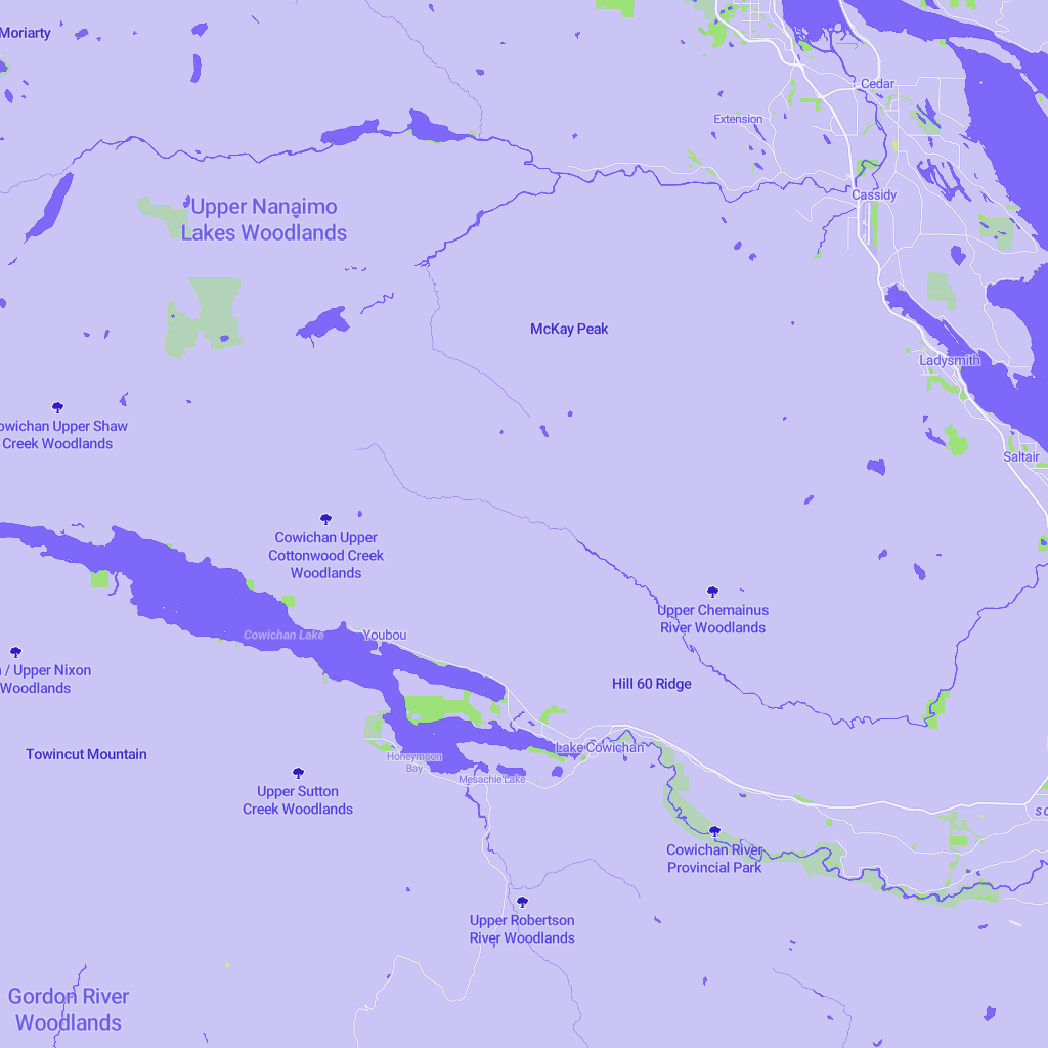 Moriarty
Cedar
Extension
Cassidy
Upper Nanaimo
Lakes Woodlands
McKay Peak
Ladysmith
owichan Upper Shaw
Creek Woodlands
Saltair
Cowichan Upper
Cottonwood Creek
Woodlands
Upper Chemainus
River Woodlands
Cowichan Lake
Youbou
/ Upper Nixon
Woodlands
Hill 60 Ridge
Towincut Mountain
Lake Cowichan
Honeymoon
Bay
Mesachie Lake
Upper Sutton
Creek Woodlands
Cowichan River
Provincial Park
Upper Robertson
River Woodlands
Gordon River
Woodlands